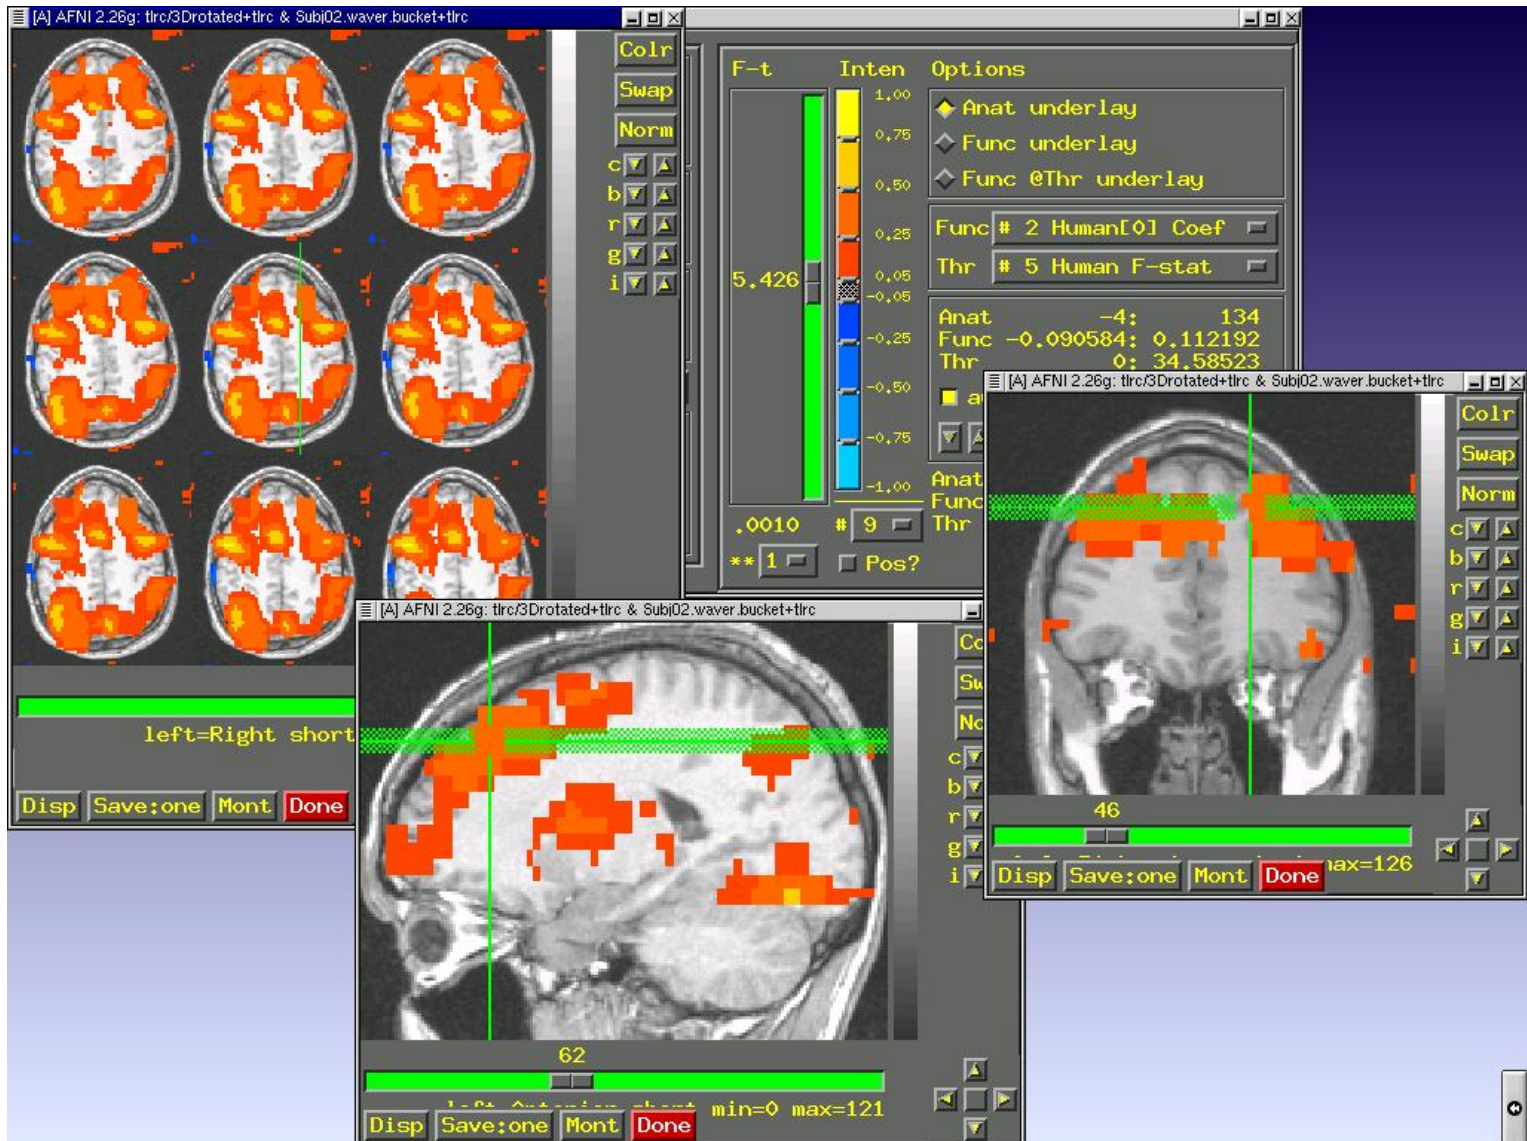 [A] AFNI 2.26g: tlrc/3Drotated+tlrc & Subj02.waver.bucket+tlrc
Colr
Swap
Norm
c
b
r
g
i
left=Right short
Disp Save:one Mont Done
F-t Inten Options
1.00
0.75
0.50
0.25
0.05
-0.05
-0.25
-0.50
-0.75
-1.00
5.426
.0010
# 9
** 1
Pos?
Anat underlay
Func underlay
Func @Thr underlay
Func # 2 Human[0] Coef
Thr # 5 Human F-stat
Anat -4: 134
Func -0.090584: 0.112192
Thr 0: 34.58523
Anat
Func
Thr
[A] AFNI 2.26g: tlrc/3Drotated+tlrc & Subj02.waver.bucket+tlrc
Colr
Swap
Norm
c
b
r
g
i
46
max=126
Disp Save:one Mont Done
[A] AFNI 2.26g: tlrc/3Drotated+tlrc & Subj02.waver.bucket+tlrc
c
b
r
g
i
62
min=0 max=121
Disp Save:one Mont Done